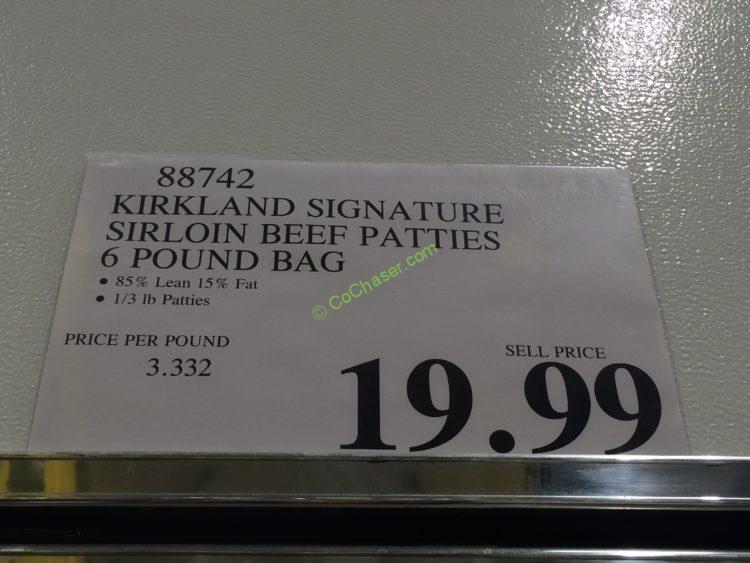 88742
KIRKLAND SIGNATURE
SIRLOIN BEEF PATTIES
6 POUND BAG
• 85% Lean 15% Fat
• 1/3 lb Patties
© CoChaser.com
PRICE PER POUND
3.332
SELL PRICE
19.99